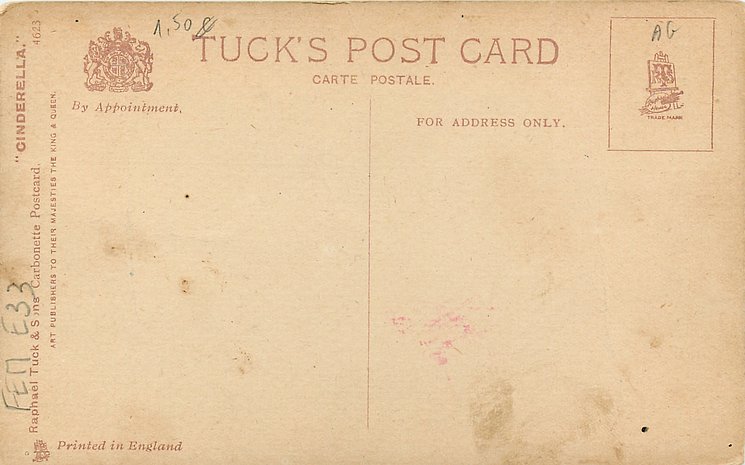 1,50
TUCK'S POST CARD
CARTE POSTALE.
By Appointment.
FOR ADDRESS ONLY.
AG
TRADE MARK
"CINDERELLA." 4623
Raphael Tuck & Sons' Carbonette Postcard.
ART PUBLISHERS TO THEIR MAJESTIES THE KING & QUEEN.
FEM E33
Printed in England